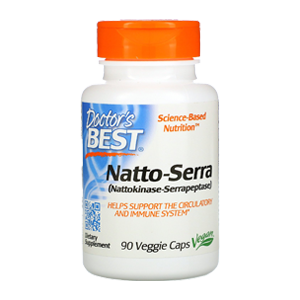 Doctor's
BEST
Science-Based
Nutrition™
Natto-Serra
(Nattokinase-Serrapeptase)
HELPS SUPPORT THE CIRCULATORY
AND IMMUNE SYSTEM*
Dietary
Supplement
90 Veggie Caps
Vegan